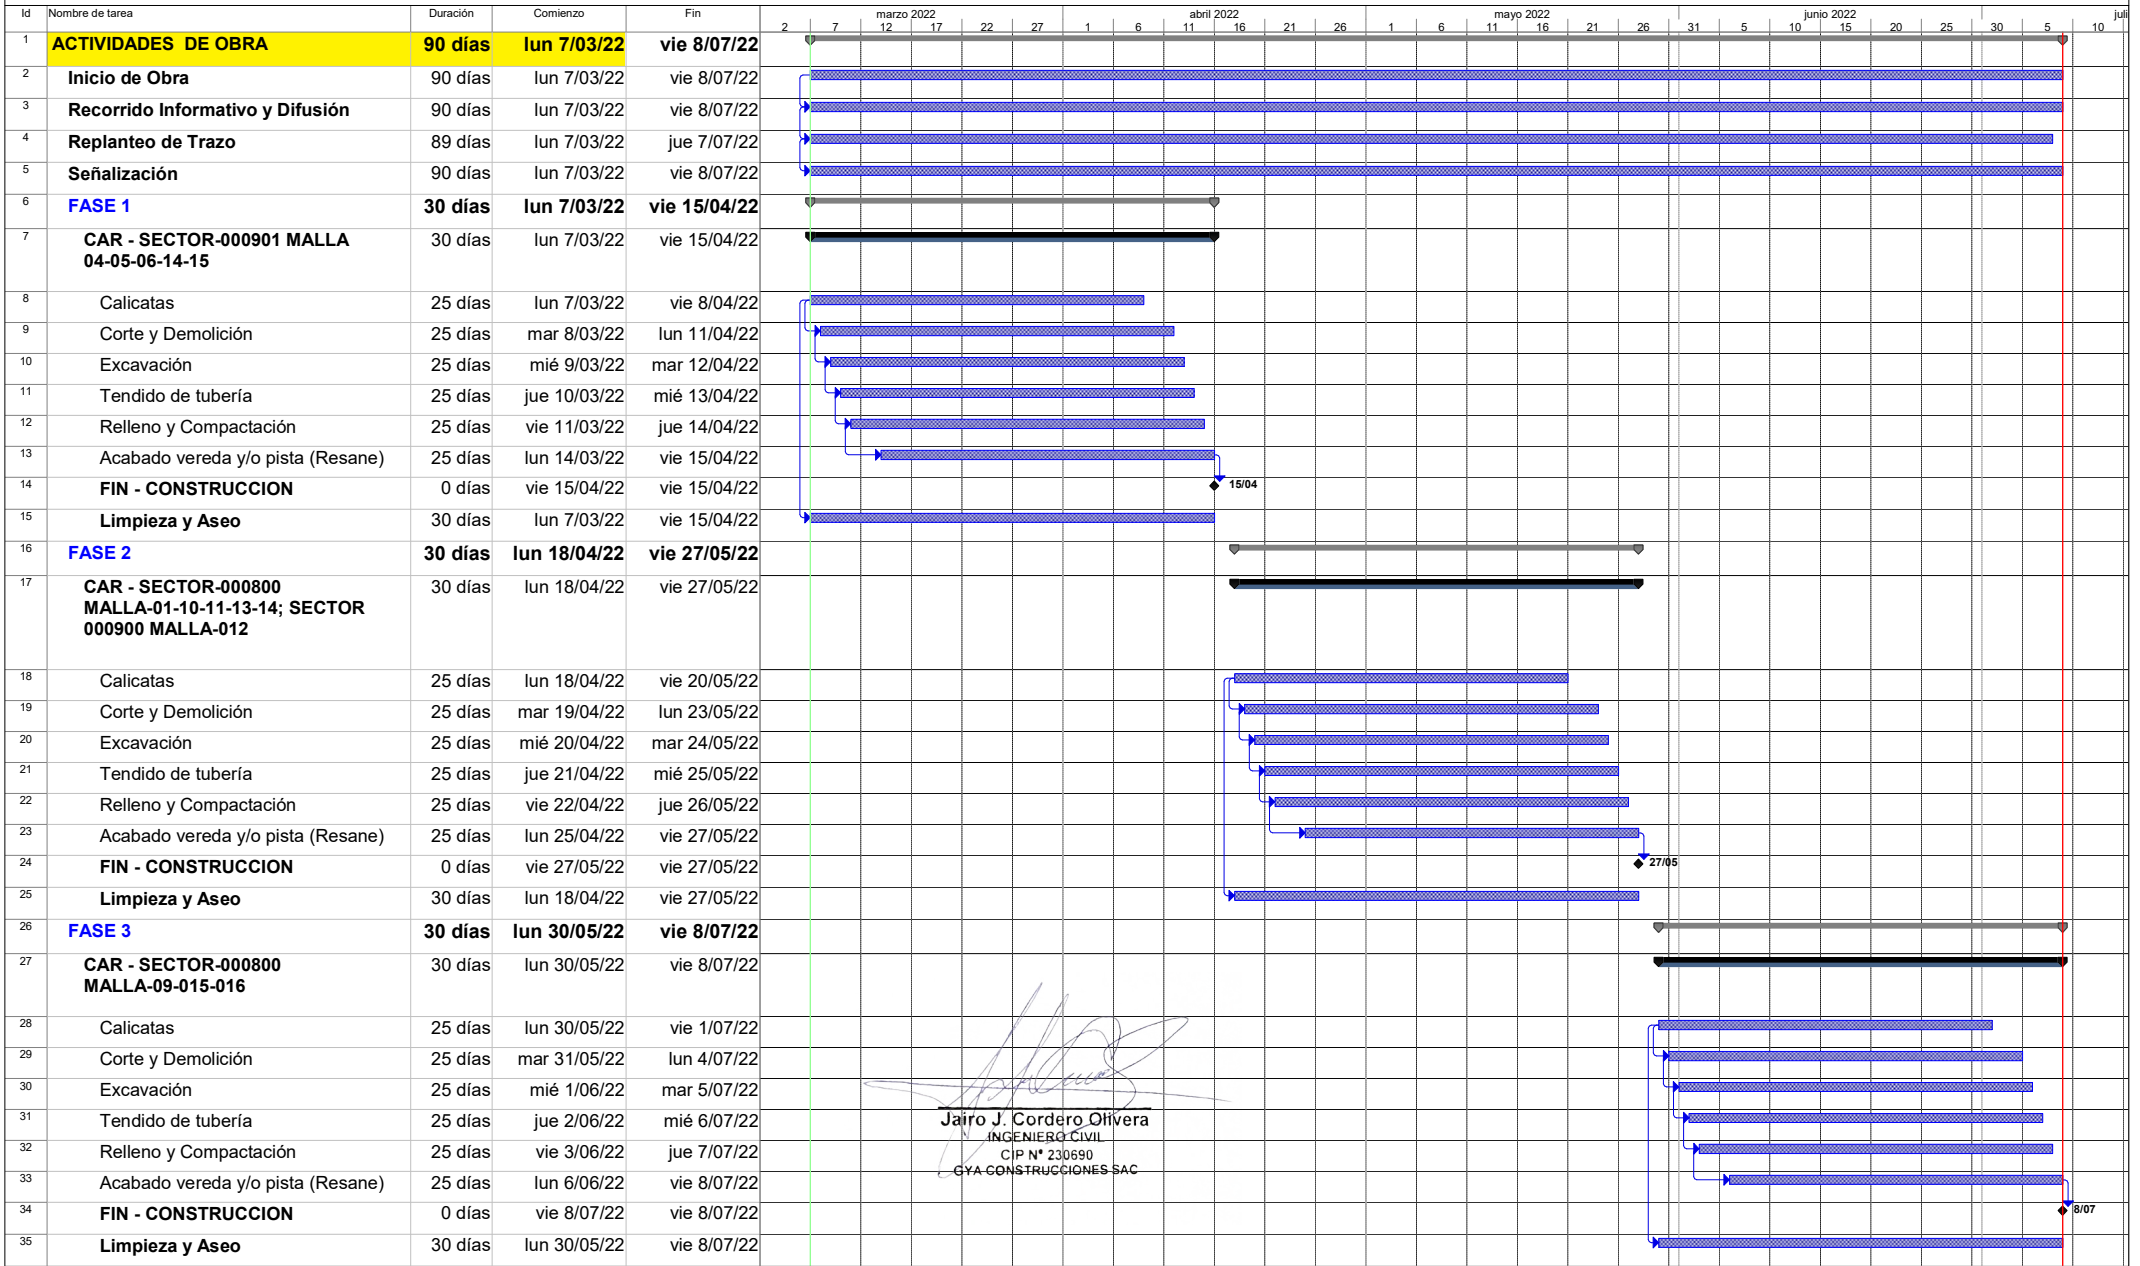 Id Nombre de tarea Duración Comienzo Fin marzo 2022 abril 2022 mayo 2022 junio 2022 juli
2 7 12 17 22 27 1 6 11 16 21 26 1 6 11 16 21 26 31 5 10 15 20 25 30 5 10
1 ACTIVIDADES DE OBRA 90 días lun 7/03/22 vie 8/07/22
2 Inicio de Obra 90 días lun 7/03/22 vie 8/07/22
3 Recorrido Informativo y Difusión 90 días lun 7/03/22 vie 8/07/22
4 Replanteo de Trazo 89 días lun 7/03/22 jue 7/07/22
5 Señalización 90 días lun 7/03/22 vie 8/07/22
6 FASE 1 30 días lun 7/03/22 vie 15/04/22
7 CAR - SECTOR-000901 MALLA 30 días lun 7/03/22 vie 15/04/22
04-05-06-14-15
8 Calicatas 25 días lun 7/03/22 vie 8/04/22
9 Corte y Demolición 25 días mar 8/03/22 lun 11/04/22
10 Excavación 25 días mié 9/03/22 mar 12/04/22
11 Tendido de tubería 25 días jue 10/03/22 mié 13/04/22
12 Relleno y Compactación 25 días vie 11/03/22 jue 14/04/22
13 Acabado vereda y/o pista (Resane) 25 días lun 14/03/22 vie 15/04/22
14 FIN - CONSTRUCCION 0 días vie 15/04/22 vie 15/04/22 15/04
15 Limpieza y Aseo 30 días lun 7/03/22 vie 15/04/22
16 FASE 2 30 días lun 18/04/22 vie 27/05/22
17 CAR - SECTOR-000800 30 días lun 18/04/22 vie 27/05/22
MALLA-01-10-11-13-14; SECTOR
000900 MALLA-012
18 Calicatas 25 días lun 18/04/22 vie 20/05/22
19 Corte y Demolición 25 días mar 19/04/22 lun 23/05/22
20 Excavación 25 días mié 20/04/22 mar 24/05/22
21 Tendido de tubería 25 días jue 21/04/22 mié 25/05/22
22 Relleno y Compactación 25 días vie 22/04/22 jue 26/05/22
23 Acabado vereda y/o pista (Resane) 25 días lun 25/04/22 vie 27/05/22
24 FIN - CONSTRUCCION 0 días vie 27/05/22 vie 27/05/22 27/05
25 Limpieza y Aseo 30 días lun 18/04/22 vie 27/05/22
26 FASE 3 30 días lun 30/05/22 vie 8/07/22
27 CAR - SECTOR-000800 30 días lun 30/05/22 vie 8/07/22
MALLA-09-015-016
28 Calicatas 25 días lun 30/05/22 vie 1/07/22
29 Corte y Demolición 25 días mar 31/05/22 lun 4/07/22
30 Excavación 25 días mié 1/06/22 mar 5/07/22
31 Tendido de tubería 25 días jue 2/06/22 mié 6/07/22
32 Relleno y Compactación 25 días vie 3/06/22 jue 7/07/22
33 Acabado vereda y/o pista (Resane) 25 días lun 6/06/22 vie 8/07/22
34 FIN - CONSTRUCCION 0 días vie 8/07/22 vie 8/07/22 8/07
35 Limpieza y Aseo 30 días lun 30/05/22 vie 8/07/22
Jairo J. Cordero Olivera
INGENIERO CIVIL
CIP N° 230690
CYA CONSTRUCCIONES SAC